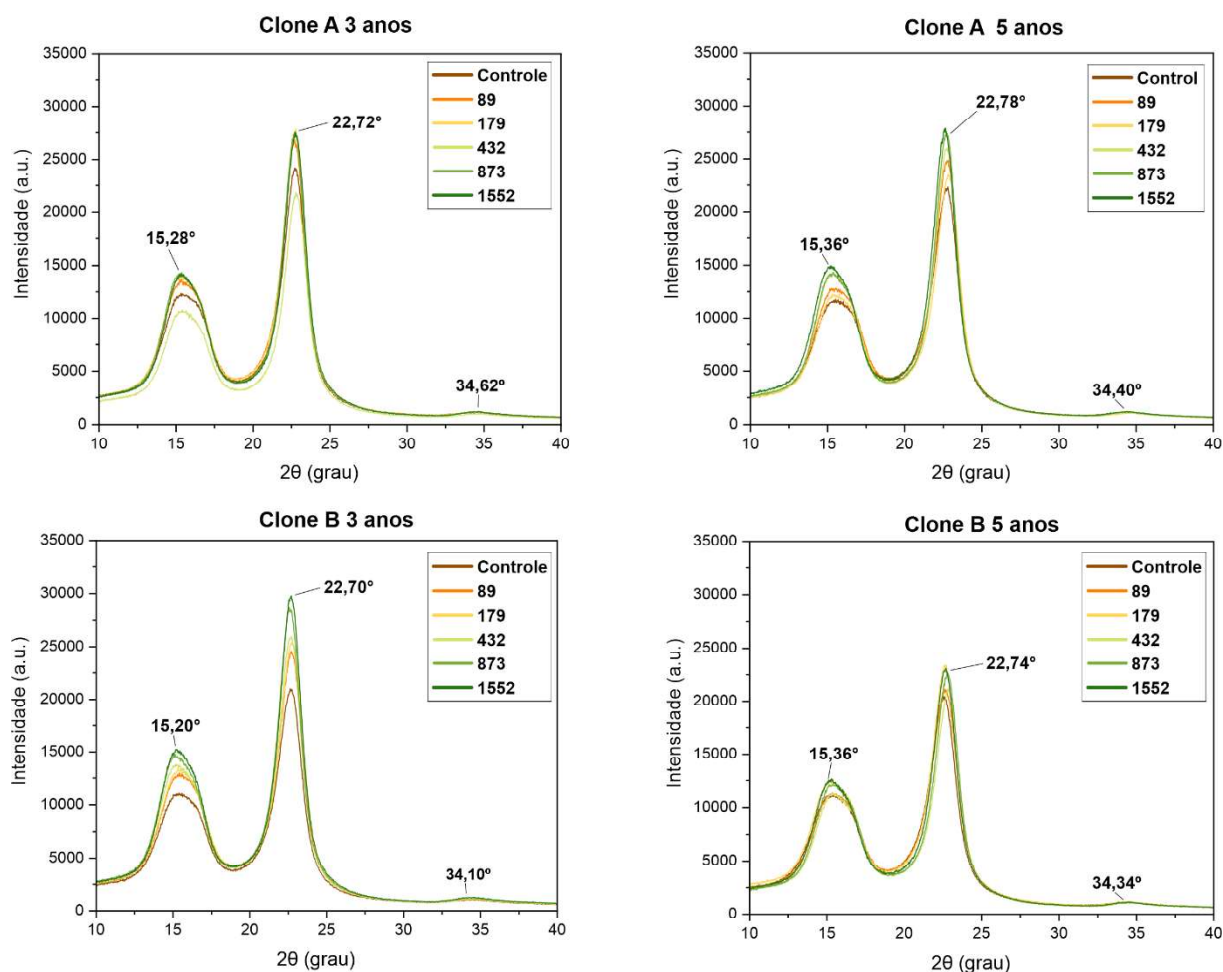 Clone A 3 anos
35000
30000
25000
20000
15000
10000
5000
0
Intensidade (a.u.)
Controle
89
179
432
873
1552
22,72°
15,28°
34,62º
10 15 20 25 30 35 40
2θ (grau)
Clone A 5 anos
35000
30000
25000
20000
15000
10000
5000
0
Intensidade (a.u.)
Control
89
179
432
873
1552
22,78°
15,36º
34,40º
10 15 20 25 30 35 40
2θ (grau)
Clone B 3 anos
35000
30000
25000
20000
15000
10000
5000
0
Intensidade (a.u.)
Controle
89
179
432
873
1552
22,70°
15,20°
34,10º
10 15 20 25 30 35 40
2θ (grau)
Clone B 5 anos
35000
30000
25000
20000
15000
10000
5000
0
Intensidade (a.u.)
Controle
89
179
432
873
1552
22,74°
15,36°
34,34º
10 15 20 25 30 35 40
2θ (grau)